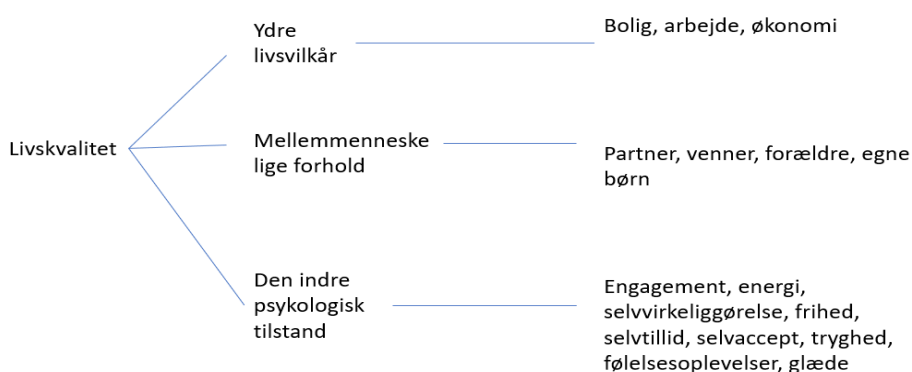 Ydre
livsvilkår
Bolig, arbejde, økonomi
Livskvalitet
Mellemmenneske
lige forhold
Partner, venner, forældre, egne
børn
Den indre
psykologisk
tilstand
Engagement, energi,
selvvirkeliggørelse, frihed,
selvtillid, selvaccept, tryghed,
følelsesoplevelser, glæde